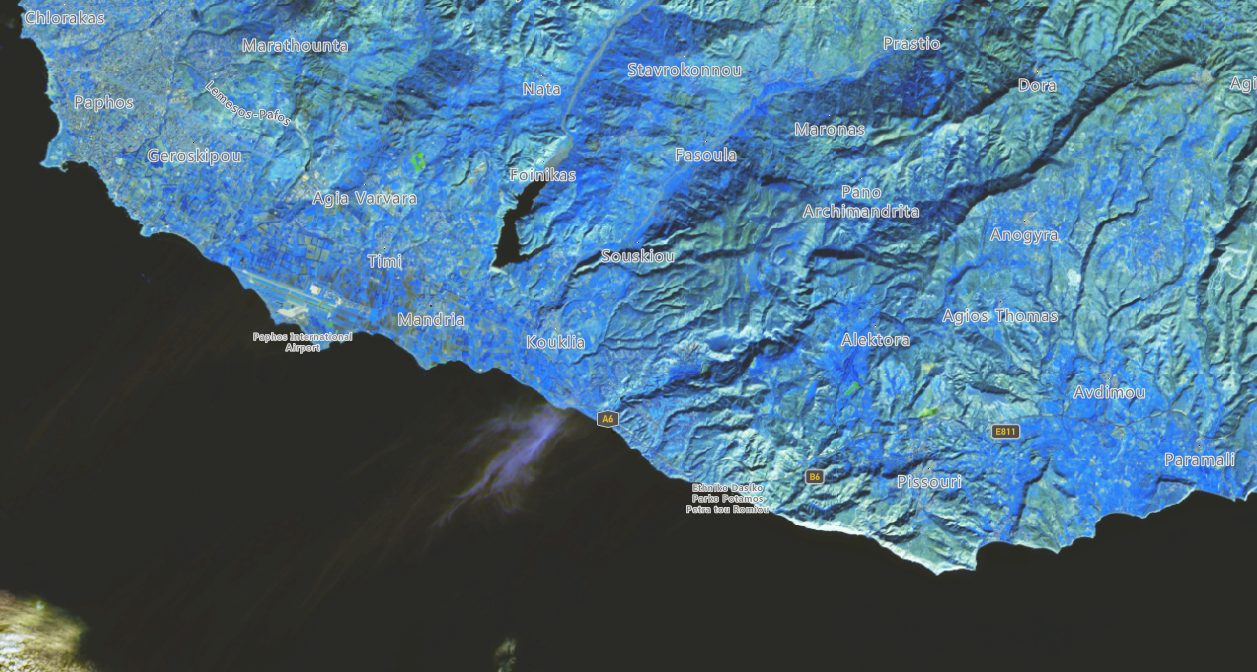 Chlorakas
Marathounta
Prastio
Stavrokonnou
Nata
Dora
Agi
Paphos
Lemesos-Pafos
Maronas
Geroskipou
Fasoula
Foinikas
Agia Varvara
Pano
Archimandrita
Anogyra
Souskiou
Timi
Mandria
Agios Thomas
Paphos International
Airport
Kouklia
Alektora
Avdimou
A6
E811
Paramali
B6
Pissouri
Ethniko Dasiko
Parko Potamos
Petra tou Romiou